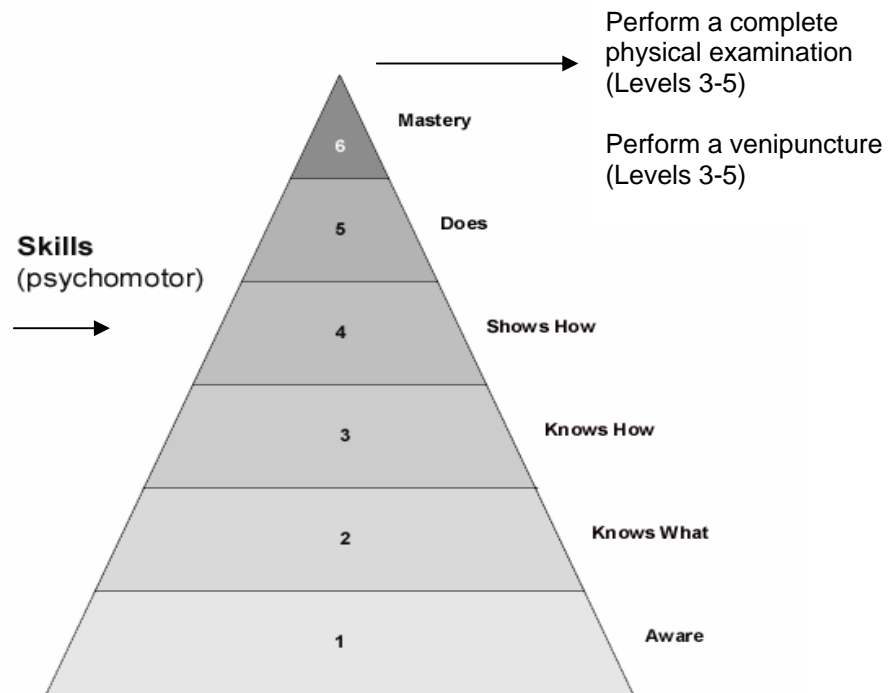 Perform a complete
physical examination
(Levels 3-5)
Perform a venipuncture
(Levels 3-5)
Mastery
6
5
Does
Skills
(psychomotor)
4
Shows How
3
Knows How
2
Knows What
1
Aware